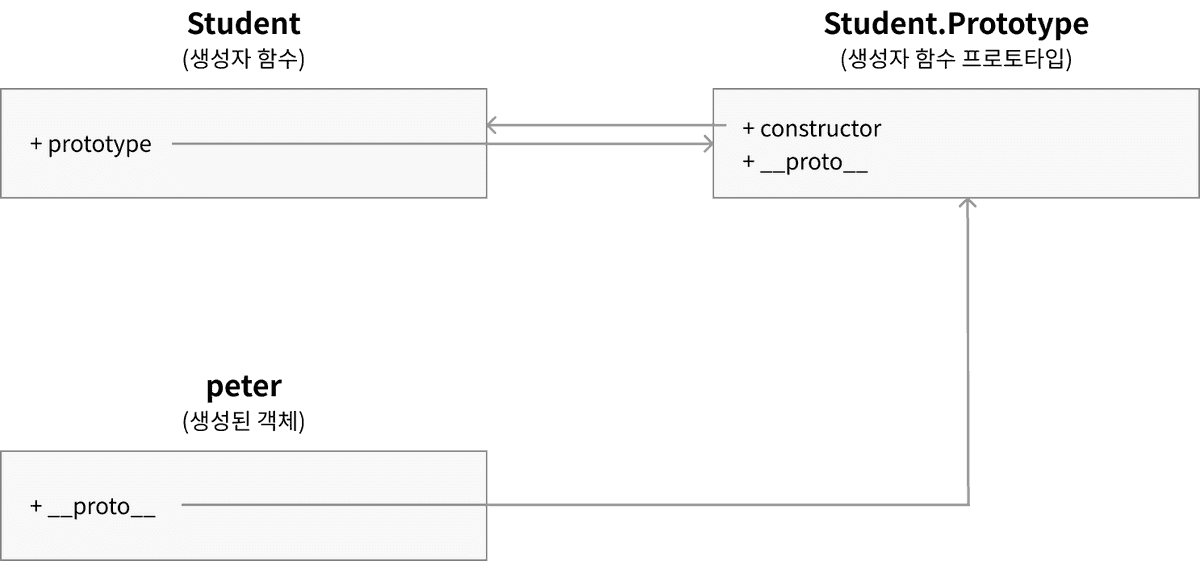 Student
(생성자 함수)
+ prototype
Student.Prototype
(생성자 함수 프로토타입)
+ constructor
+ __proto__
peter
(생성된 객체)
+ __proto__